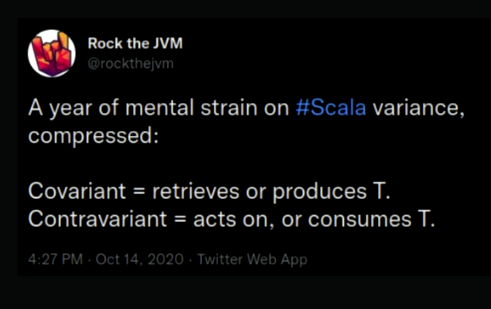 Rock the JVM
@rockthejvm
A year of mental strain on #Scala variance,
compressed:
Covariant = retrieves or produces T.
Contravariant = acts on, or consumes T.
4:27 PM · Oct 14, 2020 · Twitter Web App